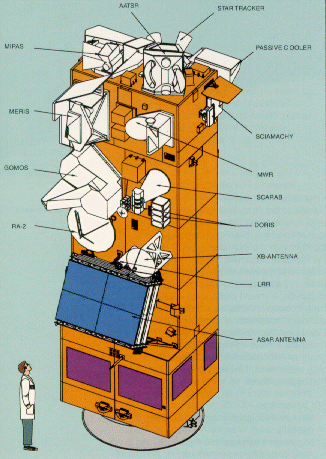 AATSR
STAR TRACKER
MIPAS
PASSIVE COOLER
MERIS
SCIAMACHY
GOMOS
MWR
SCARAB
RA-2
DORIS
XB-ANTENNA
LRR
ASAR ANTENNA